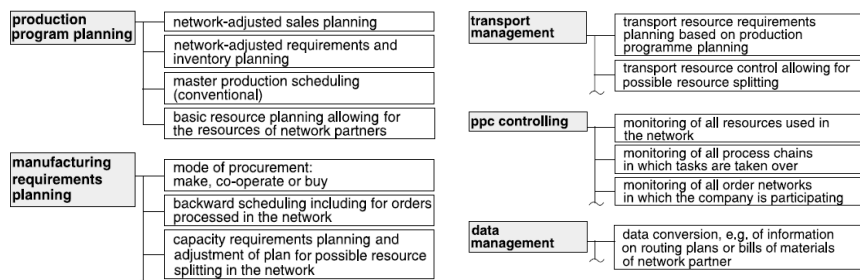 production
program planning
network-adjusted sales planning
network-adjusted requirements and
inventory planning
master production scheduling
(conventional)
basic resource planning allowing for
the resources of network partners
manufacturing
requirements
planning
mode of procurement:
make, co-operate or buy
backward scheduling including for orders
processed in the network
capacity requirements planning and
adjustment of plan for possible resource
splitting in the network
transport
management
transport resource requirements
planning based on production
programme planning
transport resource control allowing for
possible resource splitting
ppc controlling
monitoring of all resources used in
the network
monitoring of all process chains
in which tasks are taken over
monitoring of all order networks
in which the company is participating
data
management
data conversion, e.g. of information
on routing plans or bills of materials
of network partner